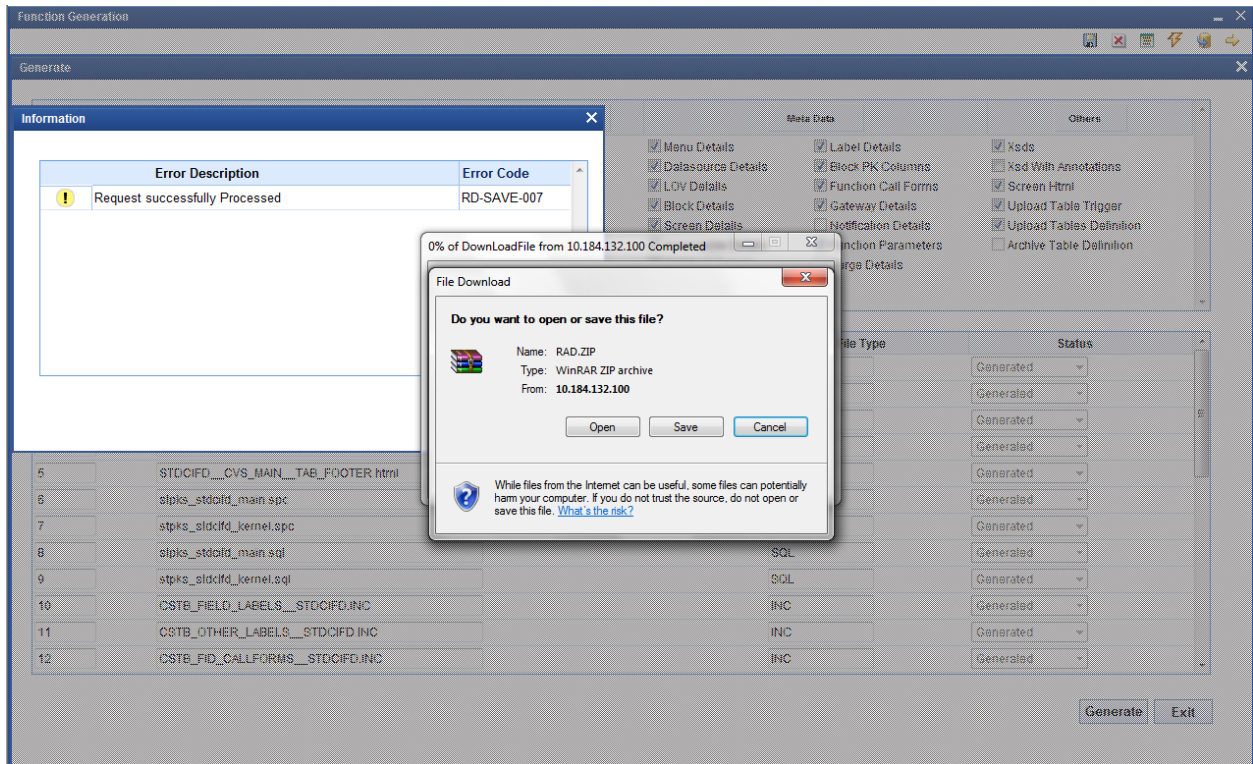 Function Generation
Generate
Information
Error Description Error Code
Request successfully Processed RD-SAVE-007
Meta Data Others
Menu Details Label Details Xsds
Datasource Details Block PK Columns Xsd With Annotations
LOV Details Function Call Forms Screen Html
Block Details Gateway Details Upload Table Trigger
Screen Details Notification Details Upload Tables Definition
Parameters Archive Table Definition
Details
0% of DownLoadFile from 10.184.132.100 Completed
File Download
Do you want to open or save this file?
Name: RAD.ZIP
Type: WinRAR ZIP archive
From: 10.184.132.100
Open Save Cancel
While files from the Internet can be useful, some files can potentially
harm your computer. If you do not trust the source, do not open or
save this file. What's the risk?
File Type Status
Generated
Generated
Generated
Generated
5 STDCIFD__CVS_MAIN__TAB_FOOTER.html Generated
6 stpks_stdcifd_main.spc Generated
7 stpks_stdcifd_kernel.spc Generated
8 stpks_stdcifd_main.sql SQL Generated
9 stpks_stdcifd_kernel.sql SQL Generated
10 CSTB_FIELD_LABELS__STDCIFD.INC INC Generated
11 CSTB_OTHER_LABELS__STDCIFD.INC INC Generated
12 CSTB_FID_CALLFORMS__STDCIFD.INC INC Generated
Generate Exit